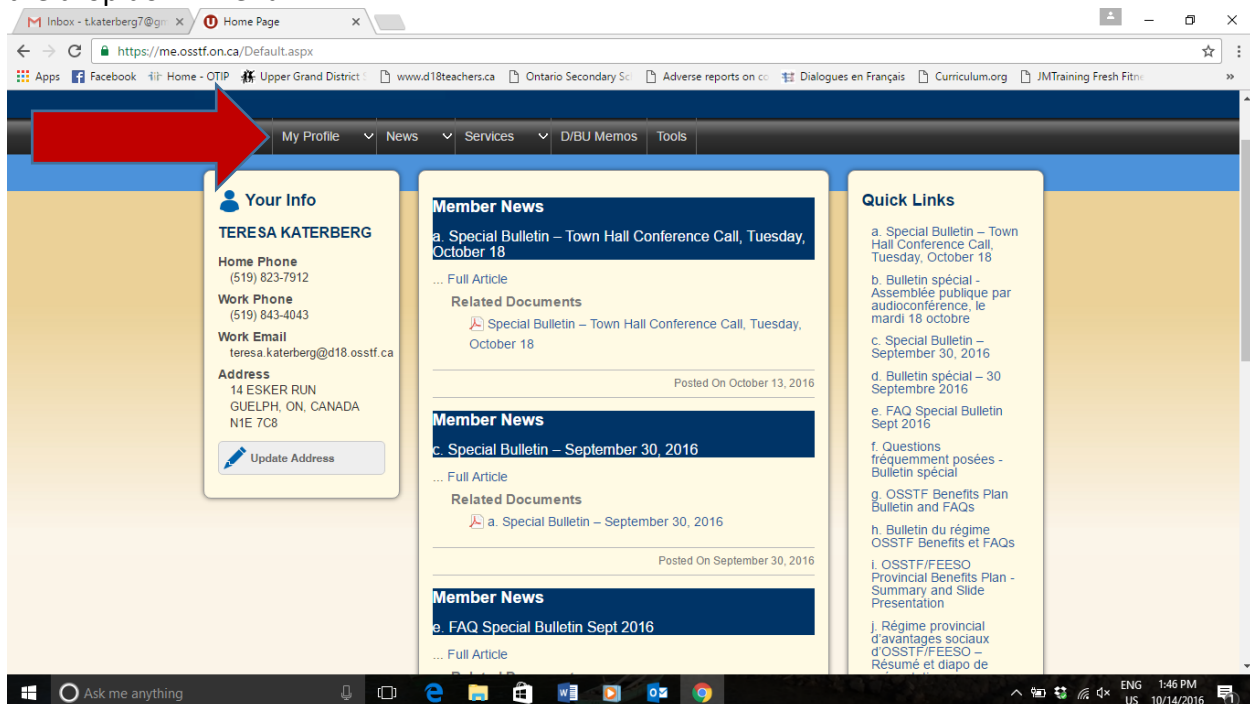 Inbox - t.katerberg7@gm
Home Page
https://me.osstf.on.ca/Default.aspx
Apps Facebook Home - OTIP Upper Grand District www.d18teachers.ca Ontario Secondary Sc Adverse reports on co Dialogues en Français Curriculum.org JMTraining Fresh Fitne »
My Profile News Services D/BU Memos Tools
Your Info
TERESA KATERBERG
Home Phone
(519) 823-7912
Work Phone
(519) 843-4043
Work Email
teresa.katerberg@d18.osstf.ca
Address
14 ESKER RUN
GUELPH, ON, CANADA
N1E 7C8
Update Address
Member News
a. Special Bulletin – Town Hall Conference Call, Tuesday,
October 18
... Full Article
Related Documents
Special Bulletin – Town Hall Conference Call, Tuesday,
October 18
Posted On October 13, 2016
Member News
c. Special Bulletin – September 30, 2016
... Full Article
Related Documents
a. Special Bulletin – September 30, 2016
Posted On September 30, 2016
Member News
e. FAQ Special Bulletin Sept 2016
... Full Article
Quick Links
a. Special Bulletin – Town
Hall Conference Call,
Tuesday, October 18
b. Bulletin spécial -
Assemblée publique par
audioconférence, le
mardi 18 octobre
c. Special Bulletin –
September 30, 2016
d. Bulletin spécial – 30
Septembre 2016
e. FAQ Special Bulletin
Sept 2016
f. Questions
fréquemment posées -
Bulletin spécial
g. OSSTF Benefits Plan
Bulletin and FAQs
h. Bulletin du régime
OSSTF Benefits et FAQs
i. OSSTF/FEESO
Provincial Benefits Plan -
Summary and Slide
Presentation
j. Régime provincial
d'avantages sociaux
d'OSSTF/FEESO –
Résumé et diapo de
Ask me anything
ENG 1:46 PM
US 10/14/2016